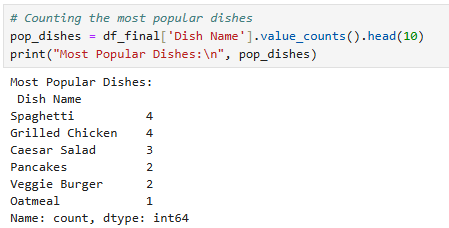 # Counting the most popular dishes
pop_dishes = df_final['Dish Name'].value_counts().head(10)
print("Most Popular Dishes:\n", pop_dishes)
Most Popular Dishes:
 Dish Name
Spaghetti          4
Grilled Chicken    4
Caesar Salad       3
Pancakes           2
Veggie Burger      2
Oatmeal            1
Name: count, dtype: int64